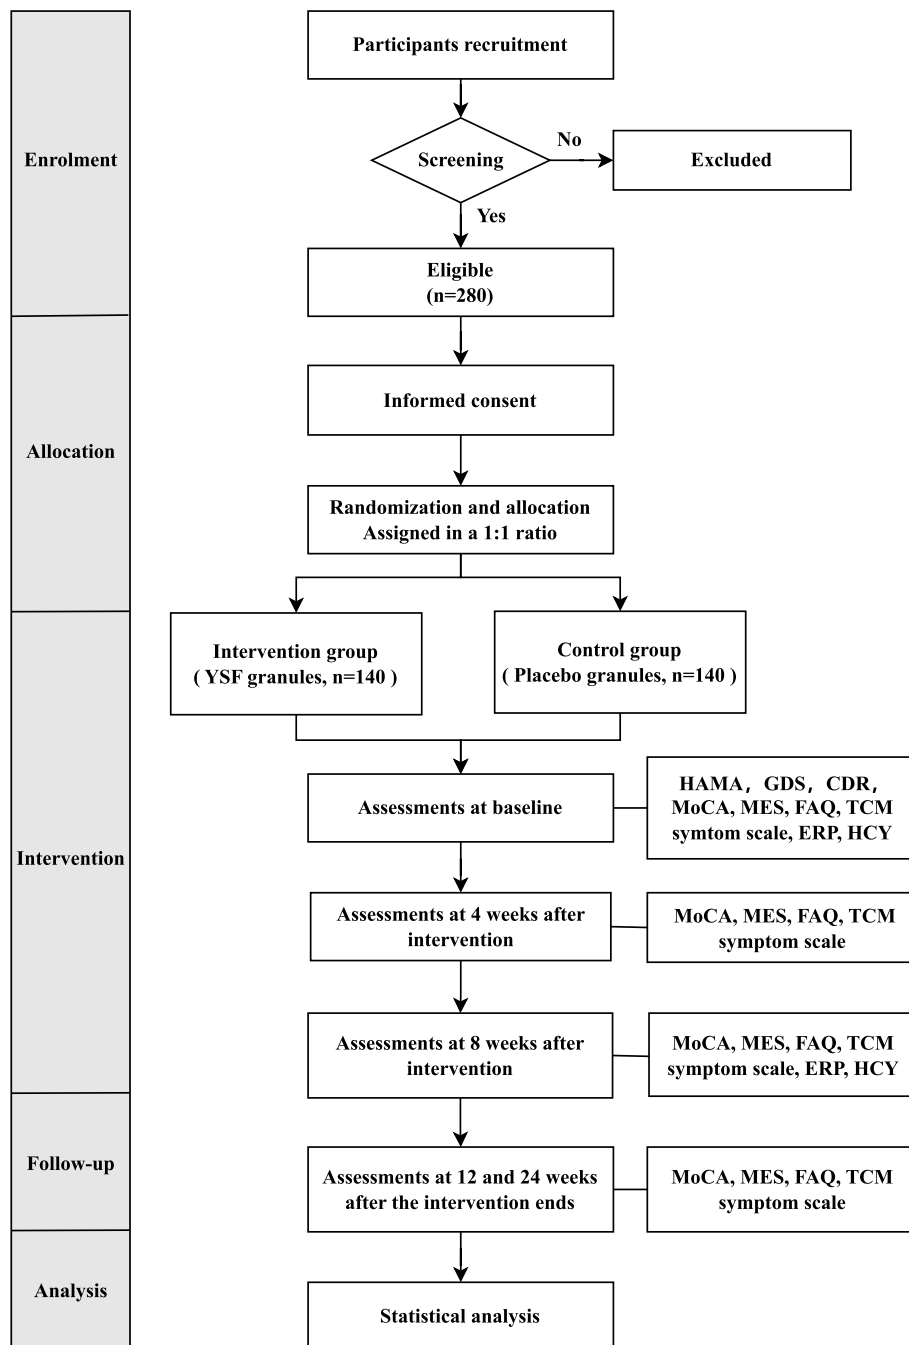 Participants recruitment
Enrolment
Screening
No
Excluded
Yes
Eligible
(n=280)
Informed consent
Allocation
Randomization and allocation
Assigned in a 1:1 ratio
Intervention group
( YSF granules, n=140 )
Control group
( Placebo granules, n=140 )
Intervention
Assessments at baseline
HAMA，GDS，CDR，
MoCA, MES, FAQ, TCM
symtom scale, ERP, HCY
Assessments at 4 weeks after
intervention
MoCA, MES, FAQ, TCM
symptom scale
Assessments at 8 weeks after
intervention
MoCA, MES, FAQ, TCM
symptom scale, ERP, HCY
Follow-up
Assessments at 12 and 24 weeks
after the intervention ends
MoCA, MES, FAQ, TCM
symptom scale
Analysis
Statistical analysis